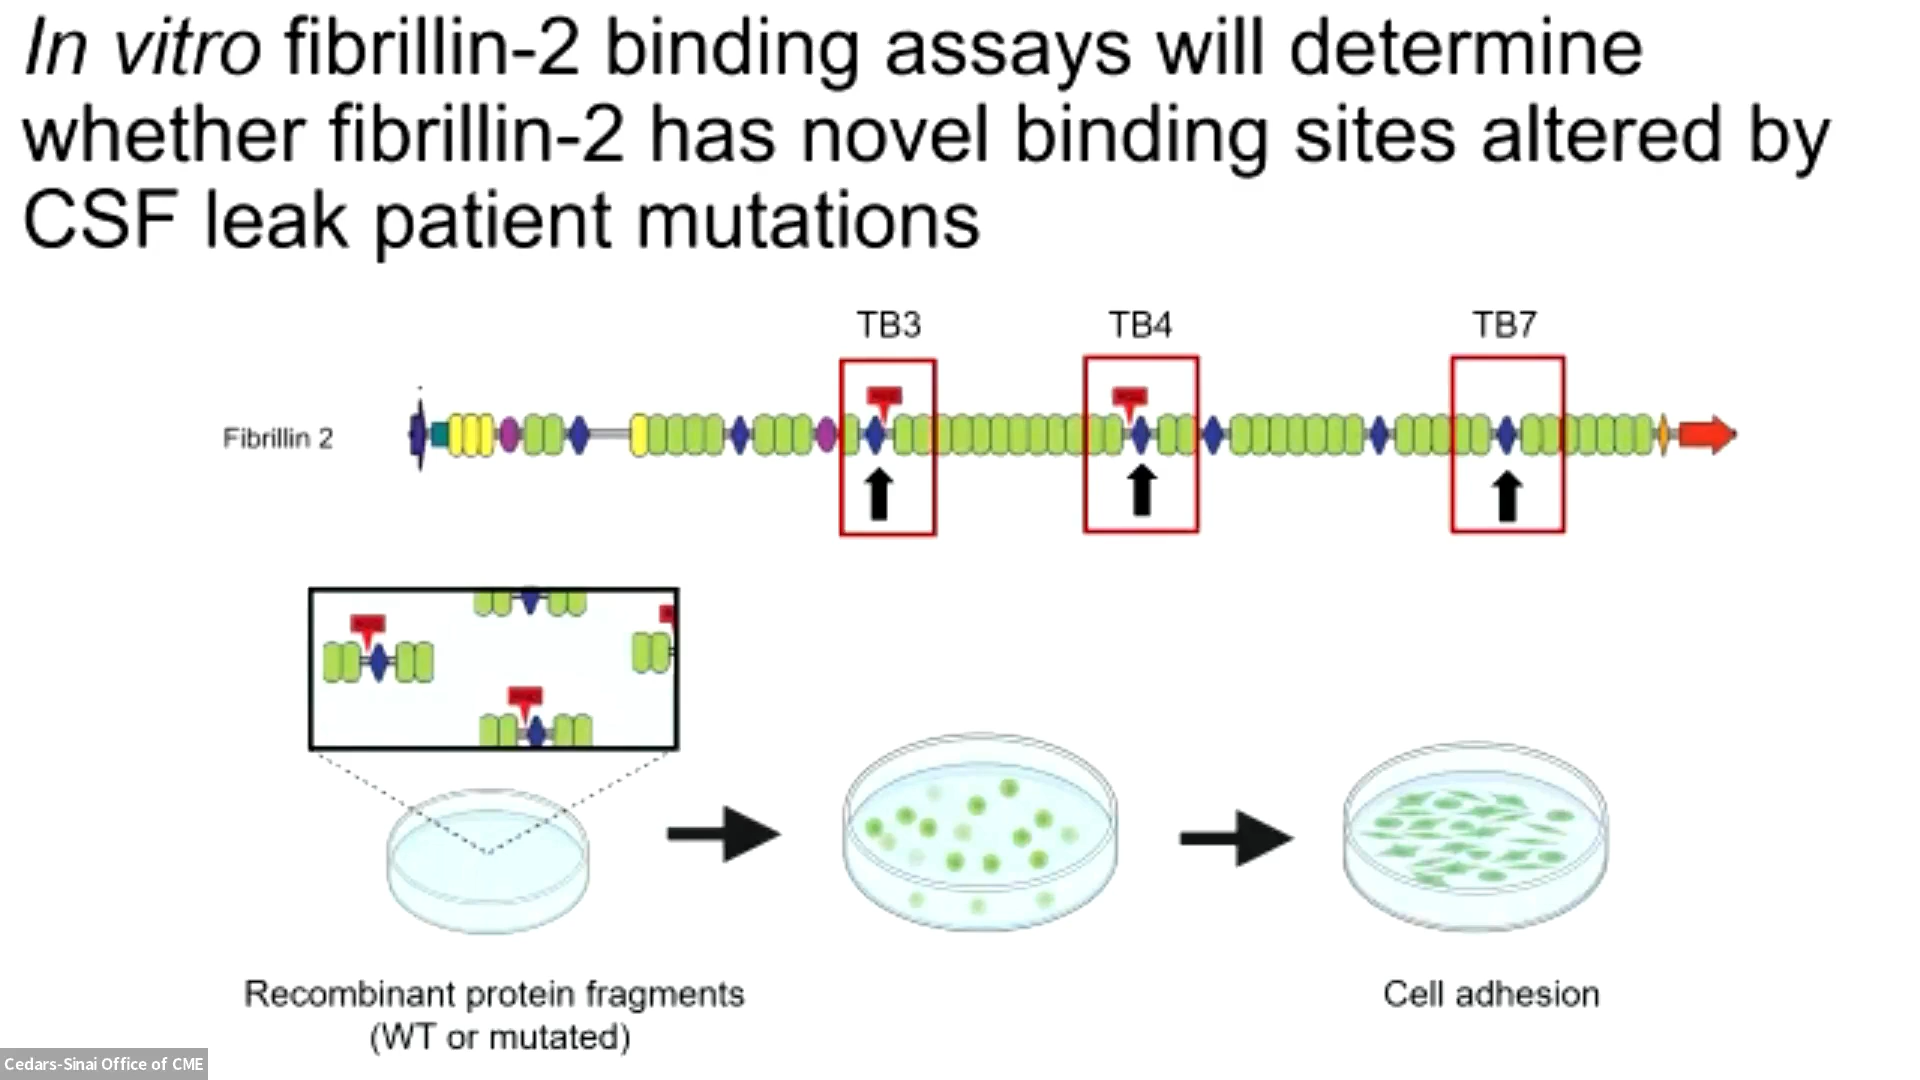 In vitro fibrillin-2 binding assays will determine
whether fibrillin-2 has novel binding sites altered by
CSF leak patient mutations
TB3 TB4 TB7
Fibrillin 2
Recombinant protein fragments
(WT or mutated)
Cell adhesion
Cedars-Sinai Office of CME